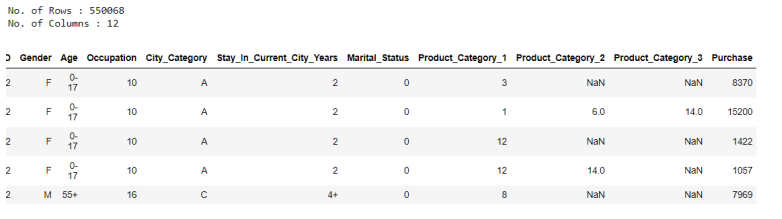 No. of Rows : 550068
No. of Columns : 12
D Gender Age Occupation City_Category Stay_In_Current_City_Years Marital_Status Product_Category_1 Product_Category_2 Product_Category_3 Purchase
2 F 0-17 10 A 2 0 3 NaN NaN 8370
2 F 0-17 10 A 2 0 1 6.0 14.0 15200
2 F 0-17 10 A 2 0 12 NaN NaN 1422
2 F 0-17 10 A 2 0 12 14.0 NaN 1057
2 M 55+ 16 C 4+ 0 8 NaN NaN 7969